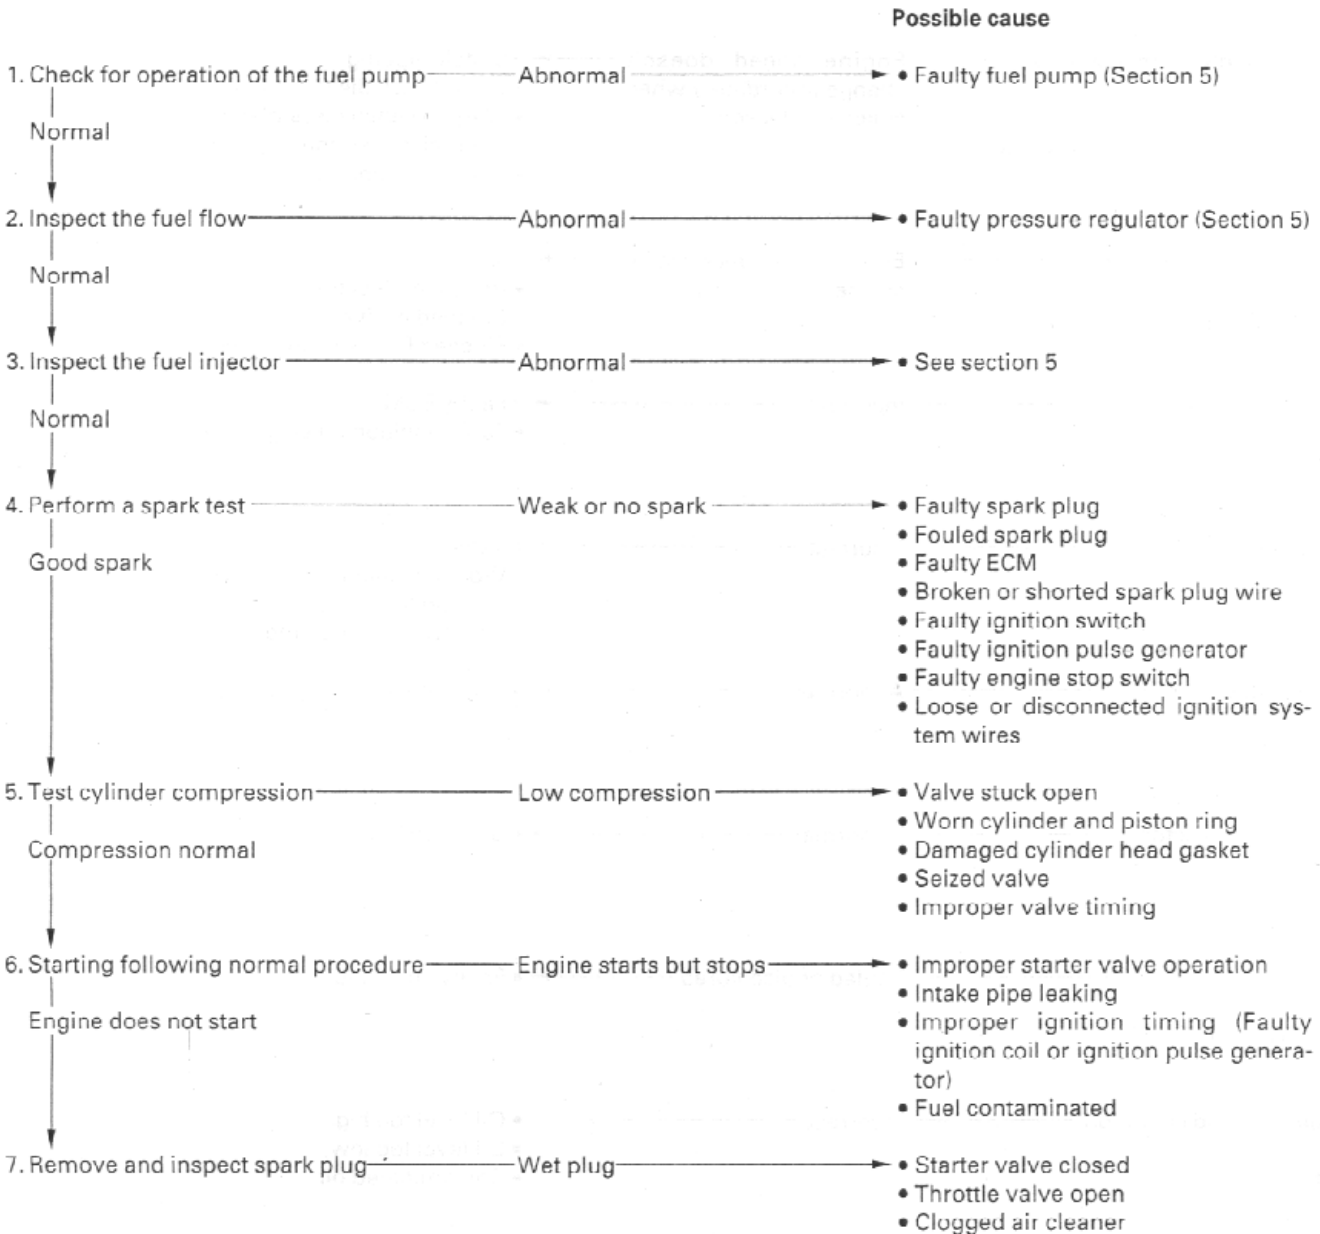 Possible cause
1. Check for operation of the fuel pump Abnormal • Faulty fuel pump (Section 5)
Normal
2. Inspect the fuel flow Abnormal • Faulty pressure regulator (Section 5)
Normal
3. Inspect the fuel injector Abnormal • See section 5
Normal
4. Perform a spark test Weak or no spark • Faulty spark plug
• Fouled spark plug
Good spark • Faulty ECM
• Broken or shorted spark plug wire
• Faulty ignition switch
• Faulty ignition pulse generator
• Faulty engine stop switch
• Loose or disconnected ignition sys-
tem wires
5. Test cylinder compression Low compression • Valve stuck open
• Worn cylinder and piston ring
Compression normal • Damaged cylinder head gasket
• Seized valve
• Improper valve timing
6. Starting following normal procedure Engine starts but stops • Improper starter valve operation
• Intake pipe leaking
Engine does not start • Improper ignition timing (Faulty
ignition coil or ignition pulse genera-
tor)
• Fuel contaminated
7. Remove and inspect spark plug Wet plug • Starter valve closed
• Throttle valve open
• Clogged air cleaner